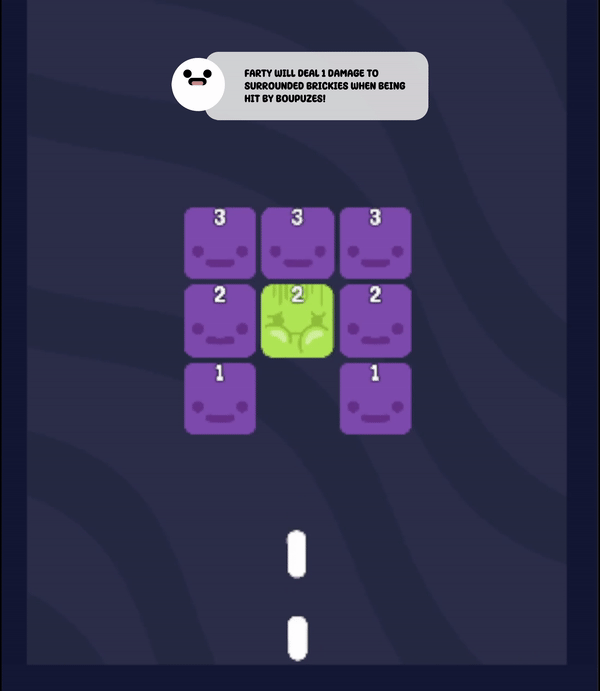 FARTY WILL DEAL 1 DAMAGE TO
SURROUNDED BRICKIES WHEN BEING
HIT BY BOUPUZES!
3 3 3
2 2 2
1 1